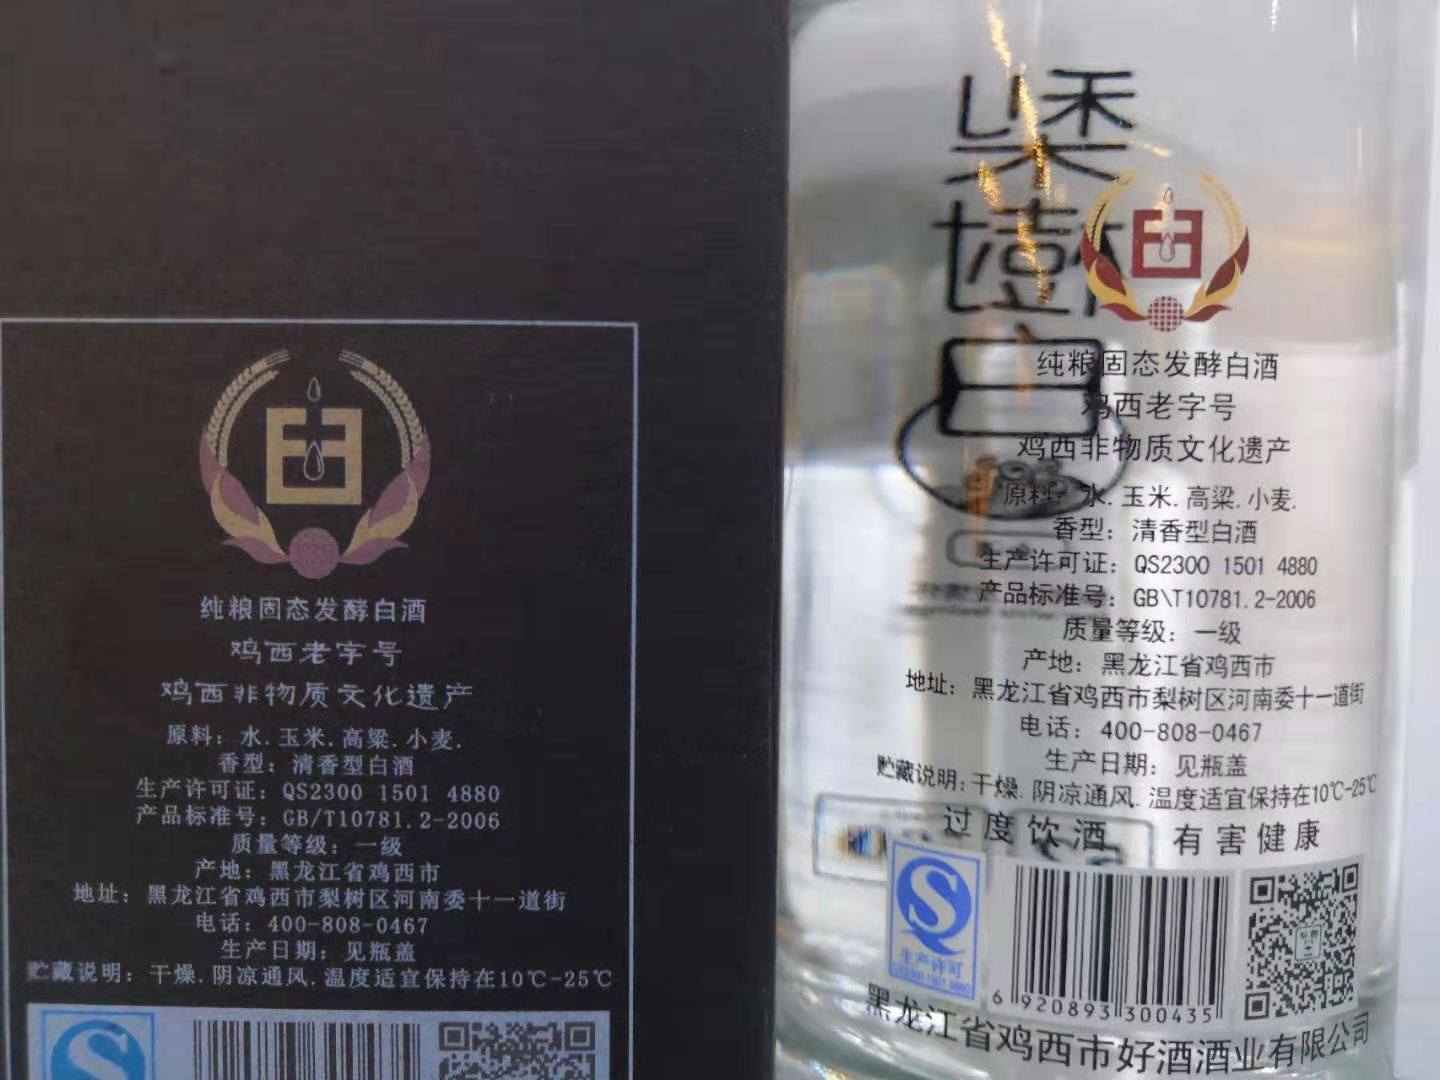 纯粮固态发酵白酒
鸡西老字号
鸡西非物质文化遗产
原料：水.玉米.高粱.小麦.
香型：清香型白酒
生产许可证：QS2300 1501 4880
产品标准号：GB/T10781.2-2006
质量等级：一级
产地：黑龙江省鸡西市
地址：黑龙江省鸡西市梨树区河南委十一道街
电话：400-808-0467
生产日期：见瓶盖
贮藏说明：干燥.阴凉通风.温度适宜保持在10℃-25℃
纯粮固态发酵白酒
鸡西老字号
鸡西非物质文化遗产
原料：水.玉米.高粱.小麦.
香型：清香型白酒
生产许可证：QS2300 1501 4880
产品标准号：GB\T10781.2-2006
质量等级：一级
产地：黑龙江省鸡西市
地址：黑龙江省鸡西市梨树区河南委十一道街
电话：400-808-0467
生产日期：见瓶盖
贮藏说明:干燥.阴凉通风.温度适宜保持在10℃-25℃
过度饮酒 有害健康
生产许可
6 920893 300435
黑龙江省鸡西市好酒酒业有限公司